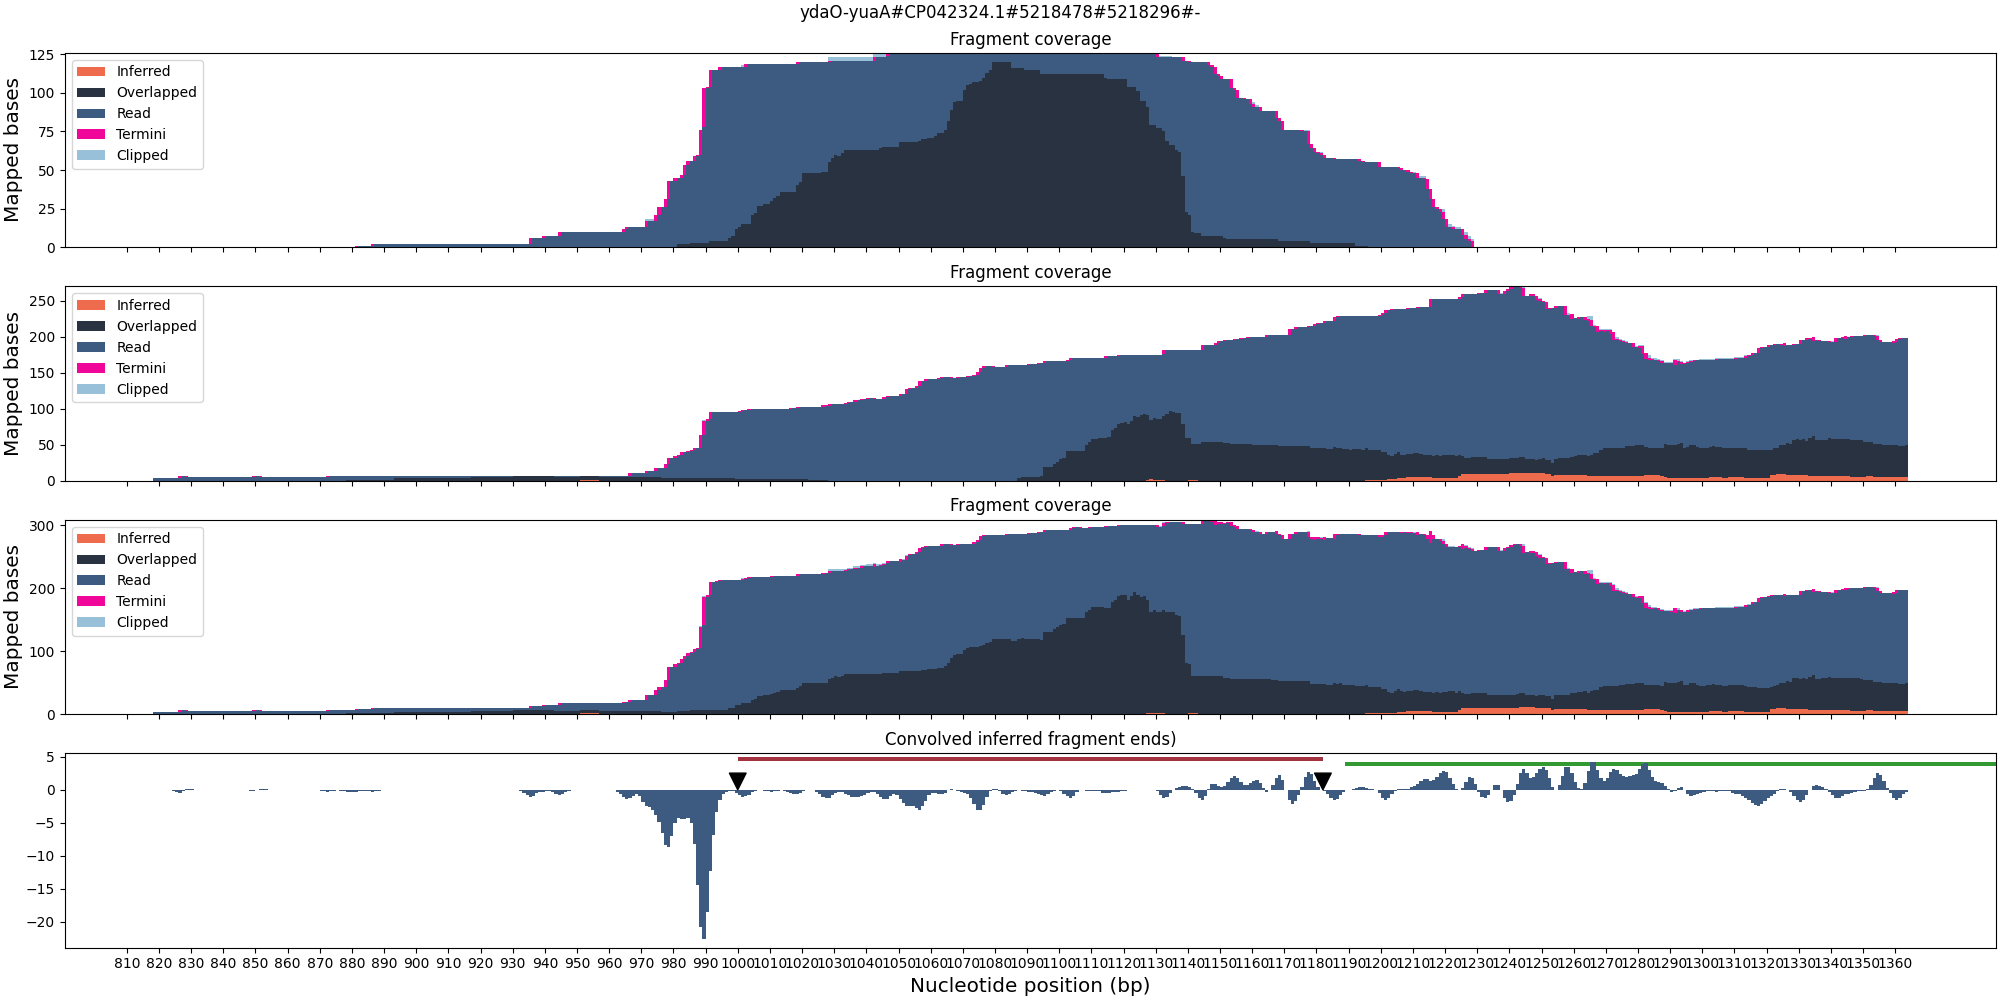 ydaO-yuaA#CP042324.1#5218478#5218296#-
Fragment coverage
Mapped bases
125
100
75
50
25
0
Inferred
Overlapped
Read
Termini
Clipped
Fragment coverage
Mapped bases
250
200
150
100
50
0
Inferred
Overlapped
Read
Termini
Clipped
Fragment coverage
Mapped bases
300
200
100
0
Inferred
Overlapped
Read
Termini
Clipped
Convolved inferred fragment ends)
5
0
−5
−10
−15
−20
810 820 830 840 850 860 870 880 890 900 910 920 930 940 950 960 970 980 990 1000 1010 1020 1030 1040 1050 1060 1070 1080 1090 1100 1110 1120 1130 1140 1150 1160 1170 1180 1190 1200 1210 1220 1230 1240 1250 1260 1270 1280 1290 1300 1310 1320 1330 1340 1350 1360
Nucleotide position (bp)